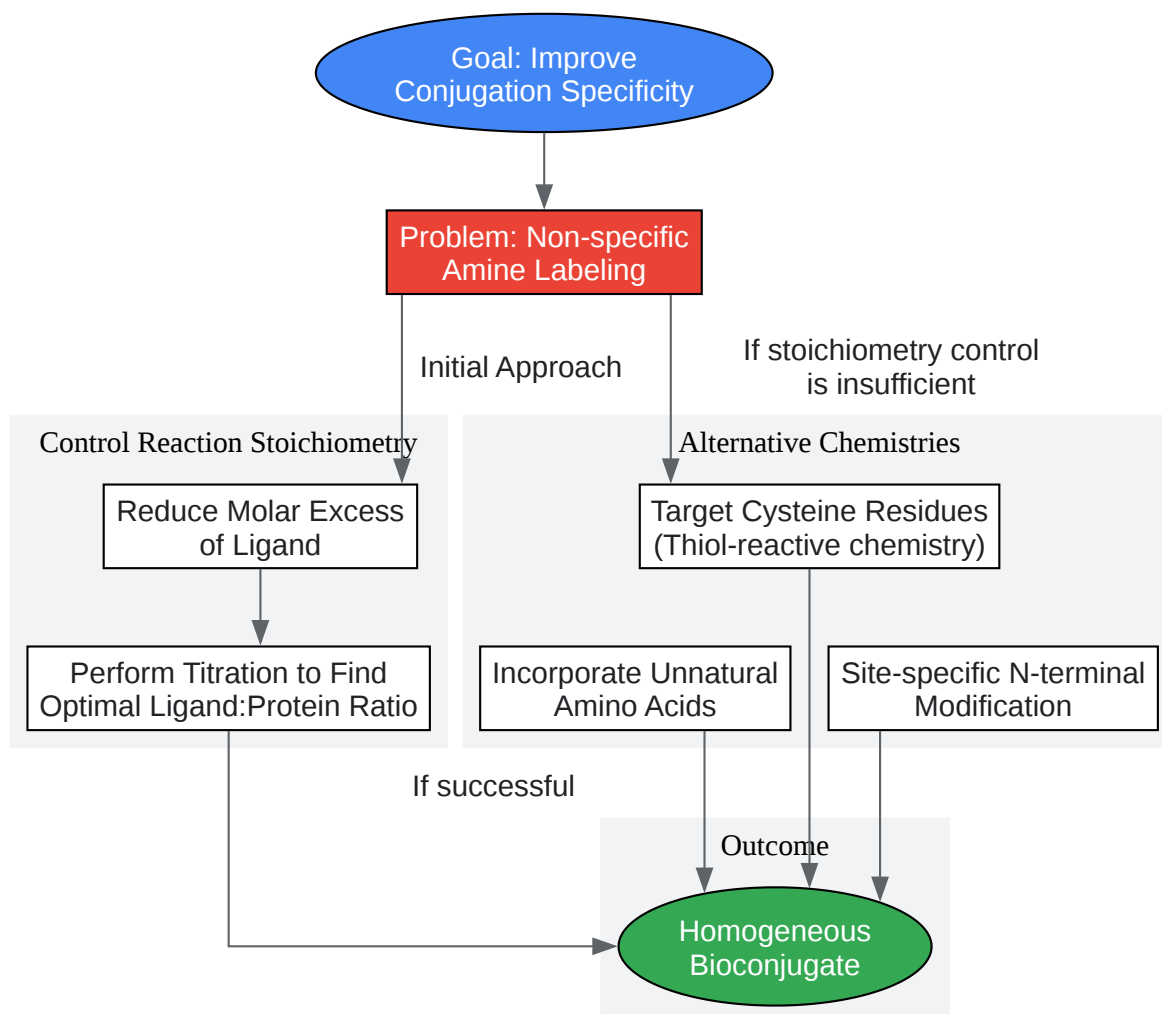 Goal: Improve
Conjugation Specificity
Problem: Non-specific
Amine Labeling
Initial Approach
If stoichiometry control
is insufficient
Control Reaction Stoichiometry
Reduce Molar Excess
of Ligand
Perform Titration to Find
Optimal Ligand:Protein Ratio
Alternative Chemistries
Target Cysteine Residues
(Thiol-reactive chemistry)
Incorporate Unnatural
Amino Acids
Site-specific N-terminal
Modification
If successful
Outcome
Homogeneous
Bioconjugate